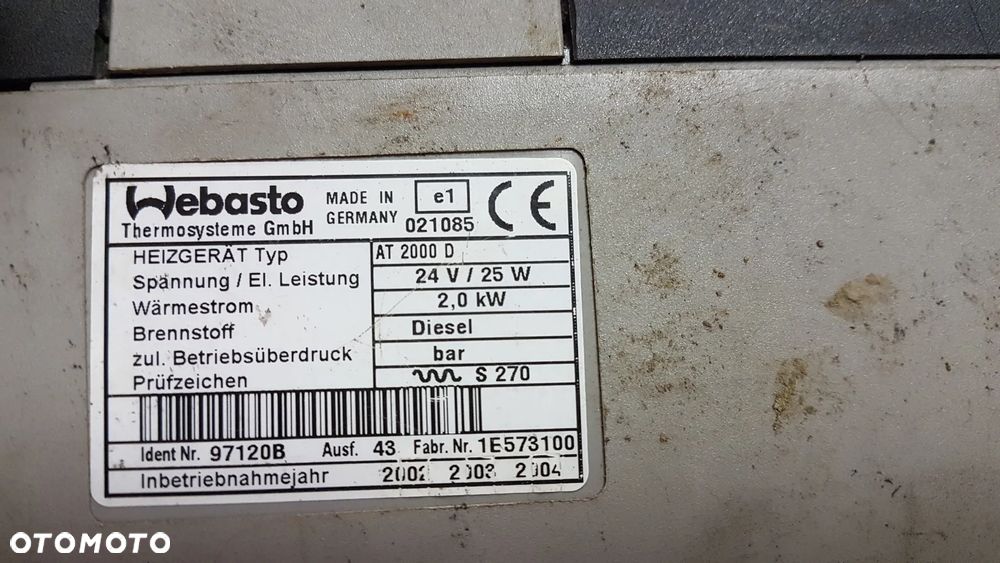 Webasto
Thermosysteme GmbH
MADE IN
GERMANY
e1
021085
CE
HEIZGERÄT Typ AT 2000 D
Spannung / El. Leistung 24 V / 25 W
Wärmestrom 2,0 kW
Brennstoff Diesel
zul. Betriebsüberdruck bar
Prüfzeichen S 270
Ident Nr. 97120B Ausf. 43 Fabr. Nr. 1E573100
Inbetriebnahmejahr 2002 2003 2004
OTOMOTO